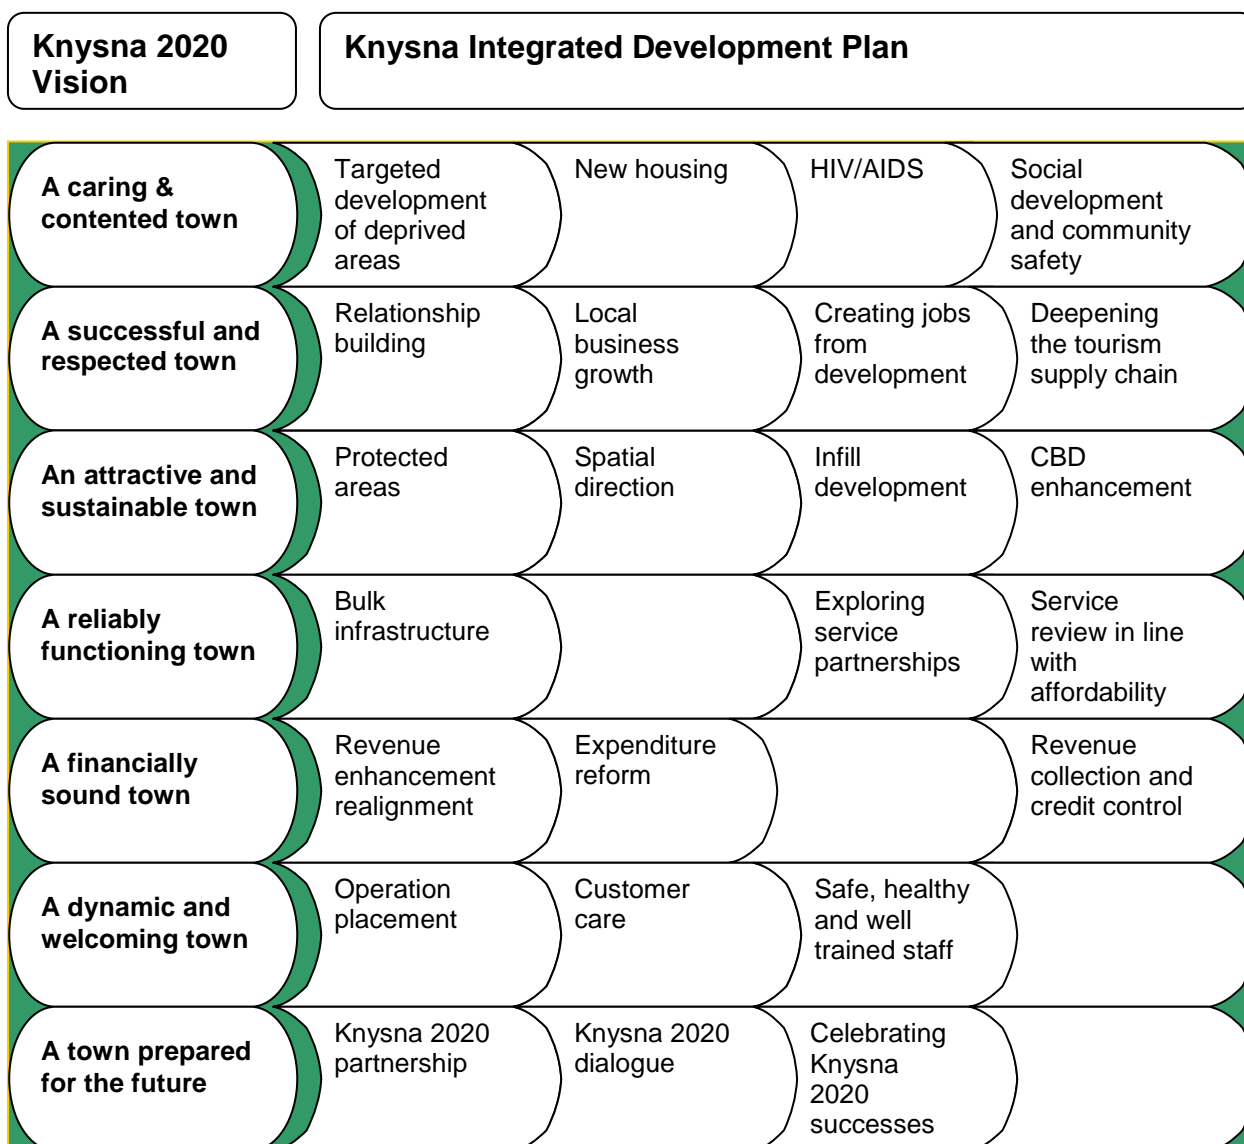 Knysna 2020
Vision
Knysna Integrated Development Plan
A caring &
contented town
Targeted
development
of deprived
areas
New housing
HIV/AIDS
Social
development
and community
safety
A successful and
respected town
Relationship
building
Local
business
growth
Creating jobs
from
development
Deepening
the tourism
supply chain
An attractive and
sustainable town
Protected
areas
Spatial
direction
Infill
development
CBD
enhancement
A reliably
functioning town
Bulk
infrastructure
Exploring
service
partnerships
Service
review in line
with
affordability
A financially
sound town
Revenue
enhancement
realignment
Expenditure
reform
Revenue
collection and
credit control
A dynamic and
welcoming town
Operation
placement
Customer
care
Safe, healthy
and well
trained staff
A town prepared
for the future
Knysna 2020
partnership
Knysna 2020
dialogue
Celebrating
Knysna
2020
successes